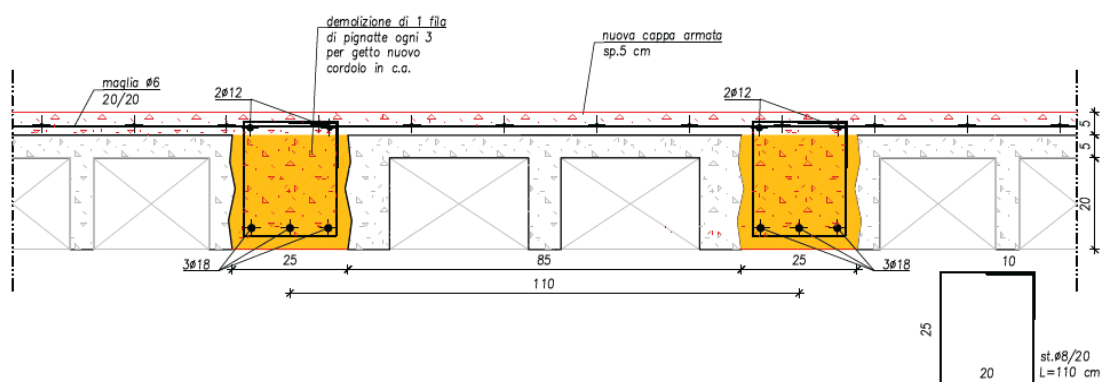 demolizione di 1 fila
di pignatte ogni 3
per getto nuovo
cordolo in c.a.
nuova cappa armata
sp.5 cm
maglia ø6
20/20
2ø12
2ø12
5
5
20
3ø18
25
85
25
3ø18
10
110
25
20
st.ø8/20
L=110 cm